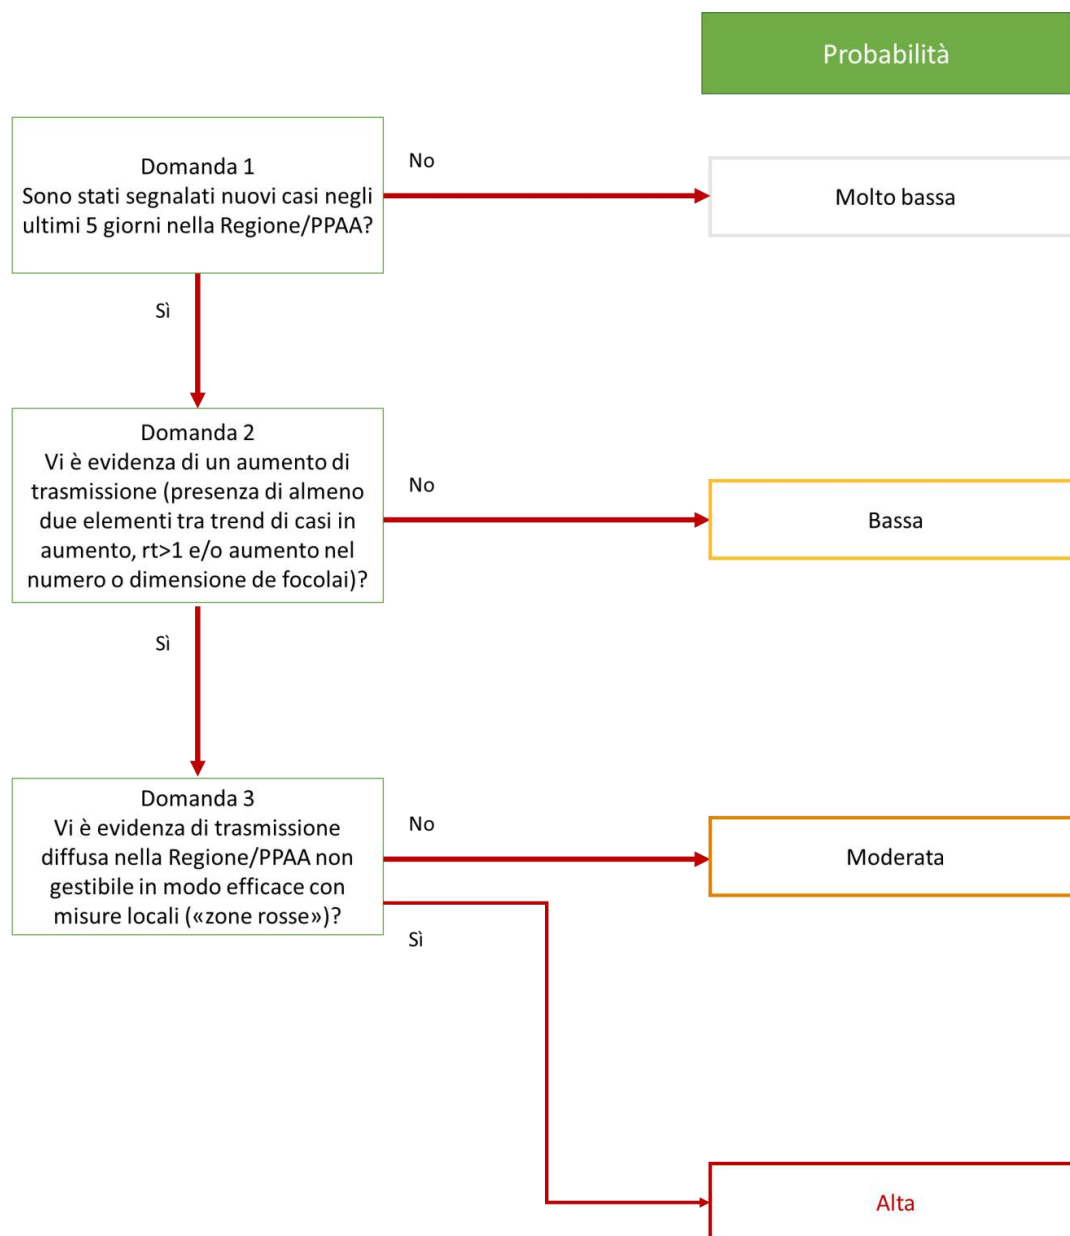 Probabilità
Domanda 1
Sono stati segnalati nuovi casi negli
ultimi 5 giorni nella Regione/PPAA?
No
Molto bassa
Sì
Domanda 2
Vi è evidenza di un aumento di
trasmissione (presenza di almeno
due elementi tra trend di casi in
aumento, rt>1 e/o aumento nel
numero o dimensione de focolai)?
No
Bassa
Sì
Domanda 3
Vi è evidenza di trasmissione
diffusa nella Regione/PPAA non
gestibile in modo efficace con
misure locali («zone rosse»)?
No
Moderata
Sì
Alta